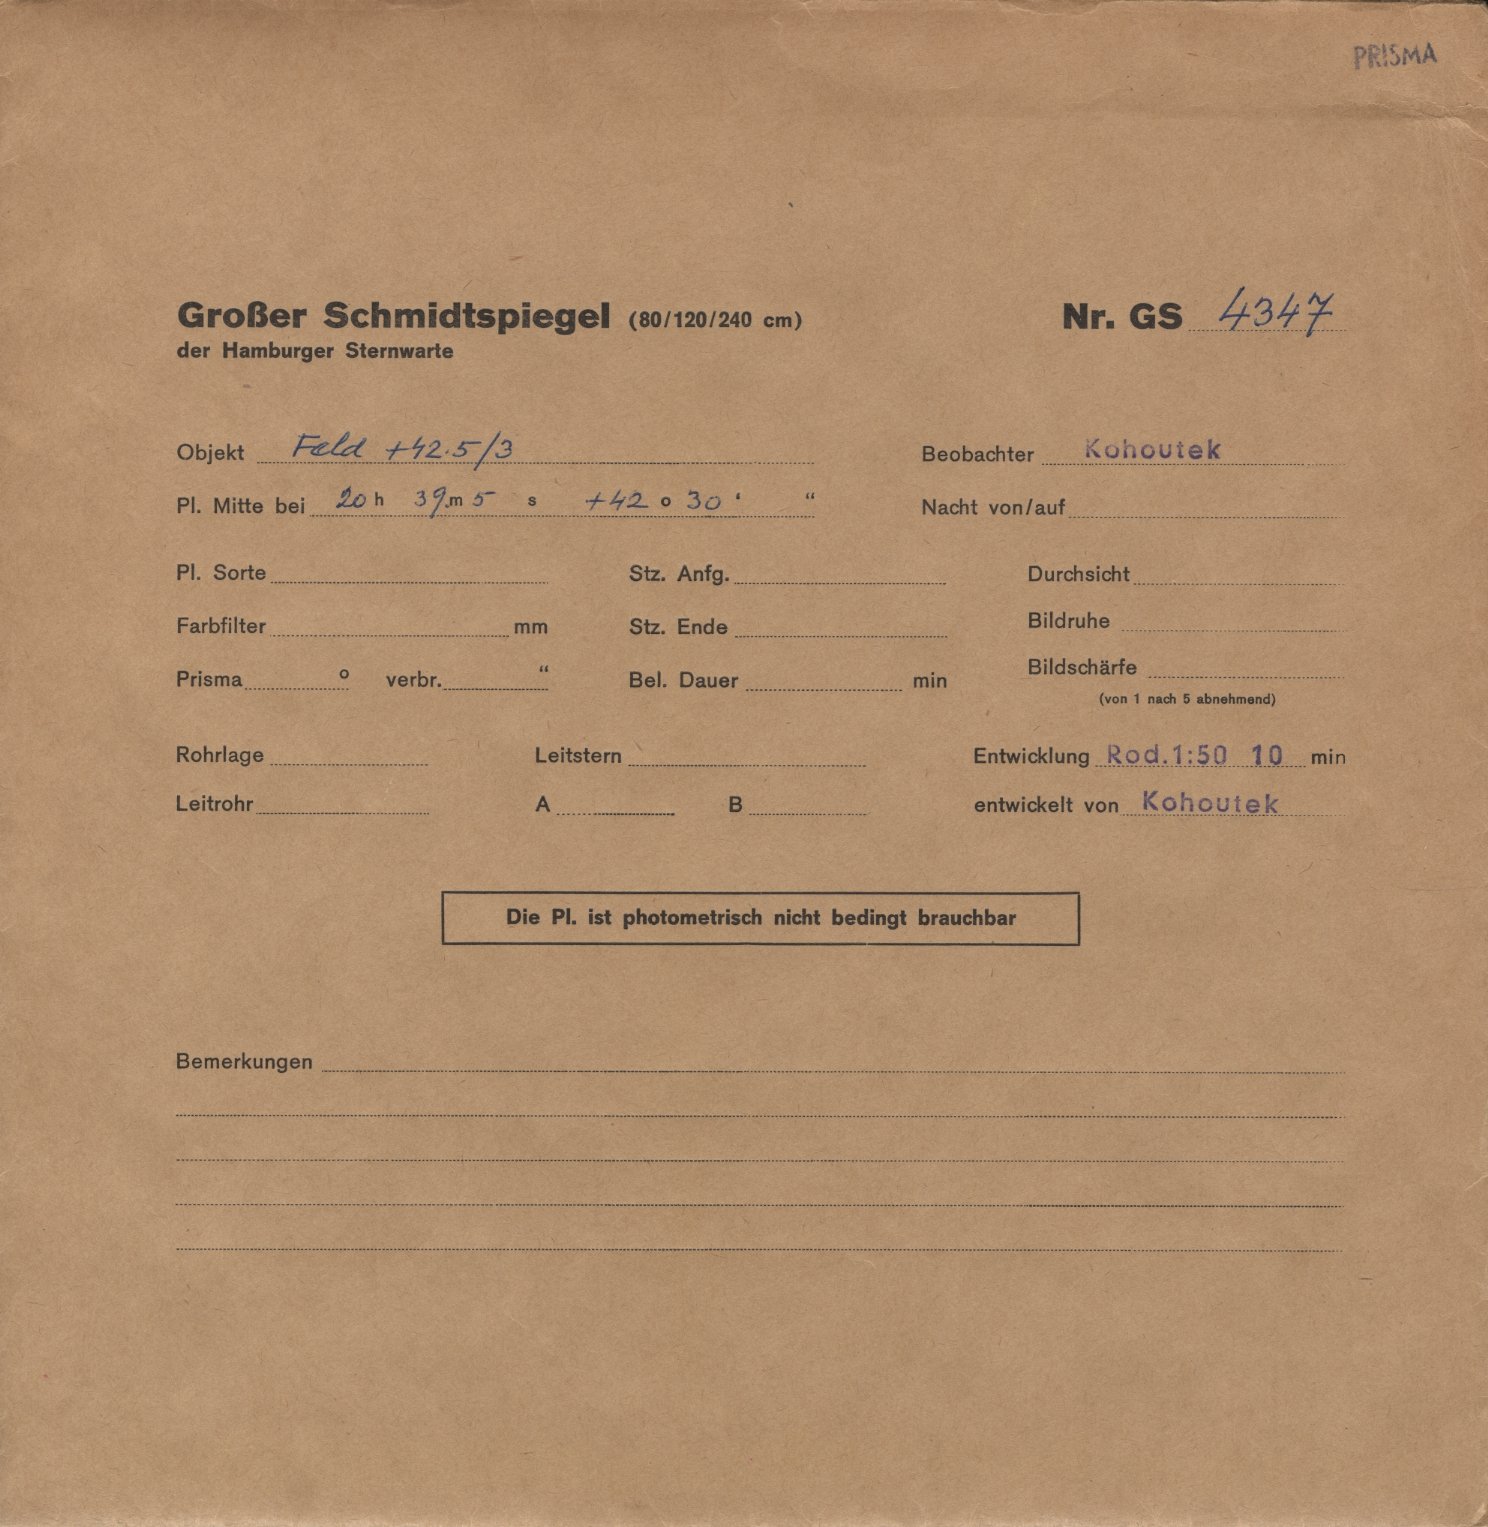 PRISMA
Großer Schmidtspiegel (80/120/240 cm) Nr. GS 4347
der Hamburger Sternwarte
Objekt Feld +42.5/3 Beobachter Kohoutek
Pl. Mitte bei 20 h 39.m 5 s +42 o 30 ' “ Nacht von/auf
Pl. Sorte Stz. Anfg. Durchsicht
Farbfilter mm Stz. Ende Bildruhe
Prisma o verbr. “ Bel. Dauer min Bildschärfe
(von 1 nach 5 abnehmend)
Rohrlage Leitstern Entwicklung Rod.1:50 10 min
Leitrohr A B entwickelt von Kohoutek
Die Pl. ist photometrisch nicht bedingt brauchbar
Bemerkungen